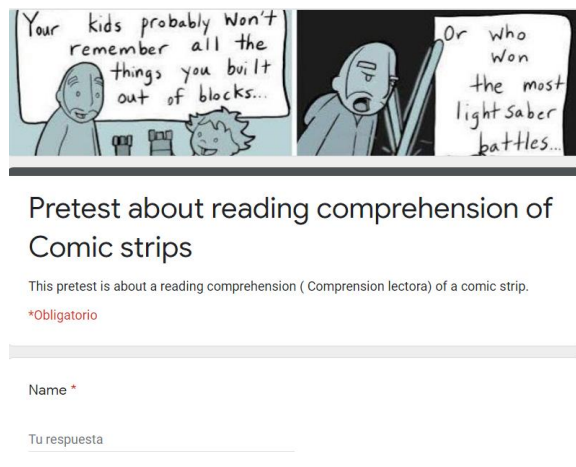 Your kids probably Won't
remember all the
things you built
out of blocks...
Or who
won
the most
light saber
battles...
Pretest about reading comprehension of
Comic strips
This pretest is about a reading comprehension ( Comprension lectora) of a comic strip.
*Obligatorio
Name *
Tu respuesta